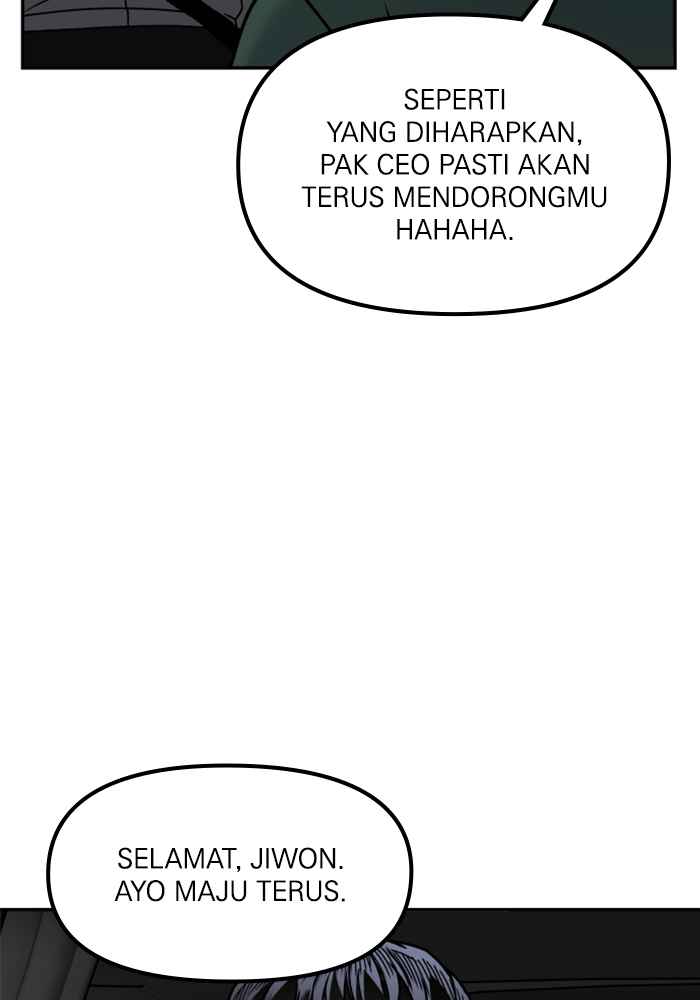 SEPERTI
YANG DIHARAPKAN,
PAK CEO PASTI AKAN
TERUS MENDORONGMU
HAHAHA.
SELAMAT, JIWON.
AYO MAJU TERUS.